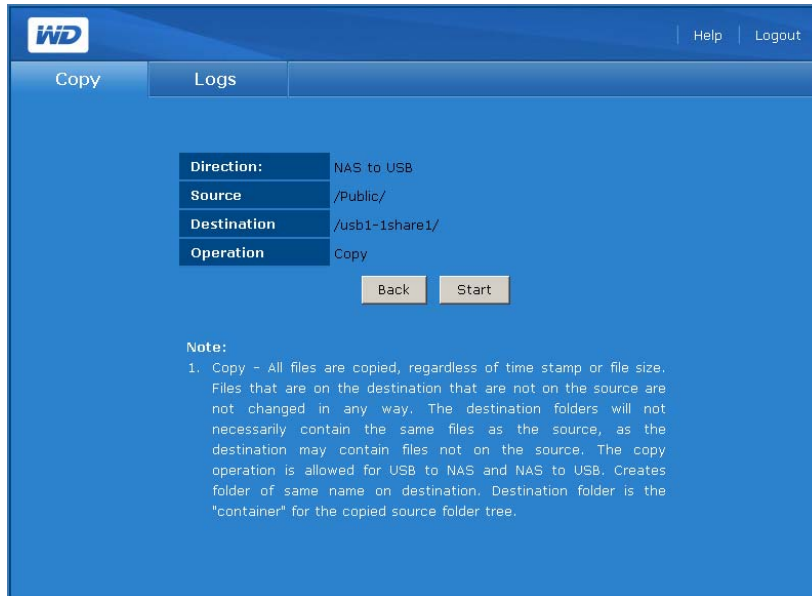 WD
Help
Logout
Copy
Logs
Direction: NAS to USB
Source /Public/
Destination /usb1-1share1/
Operation Copy
Back
Start
Note:
1. Copy - All files are copied, regardless of time stamp or file size.
Files that are on the destination that are not on the source are
not changed in any way. The destination folders will not
necessarily contain the same files as the source, as the
destination may contain files not on the source. The copy
operation is allowed for USB to NAS and NAS to USB. Creates
folder of same name on destination. Destination folder is the
"container" for the copied source folder tree.